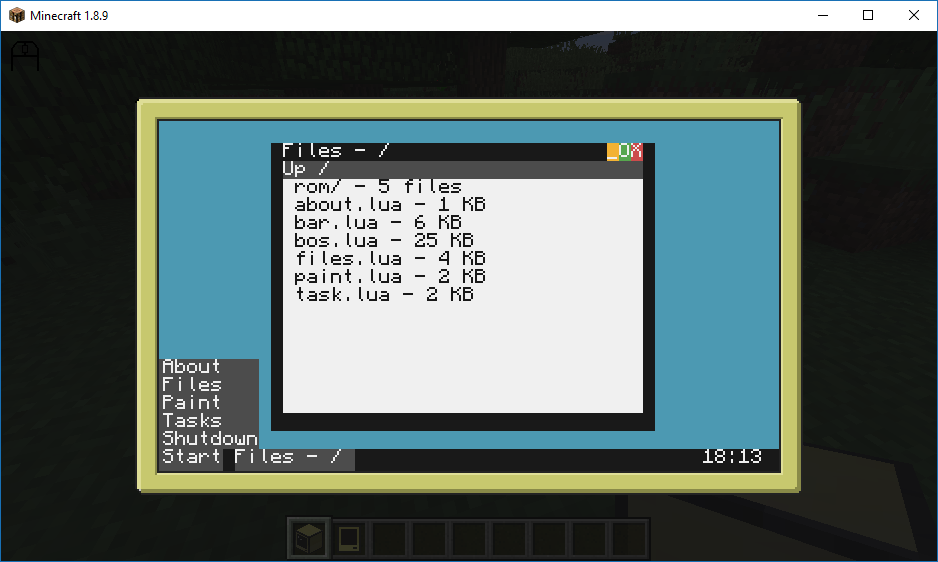 Minecraft 1.8.9
Files - /
_OX
Up /
rom/ - 5 files
about.lua - 1 KB
bar.lua - 6 KB
bos.lua - 25 KB
files.lua - 4 KB
paint.lua - 2 KB
task.lua - 2 KB
About
Files
Paint
Tasks
Shutdown
Start Files - / 18:13